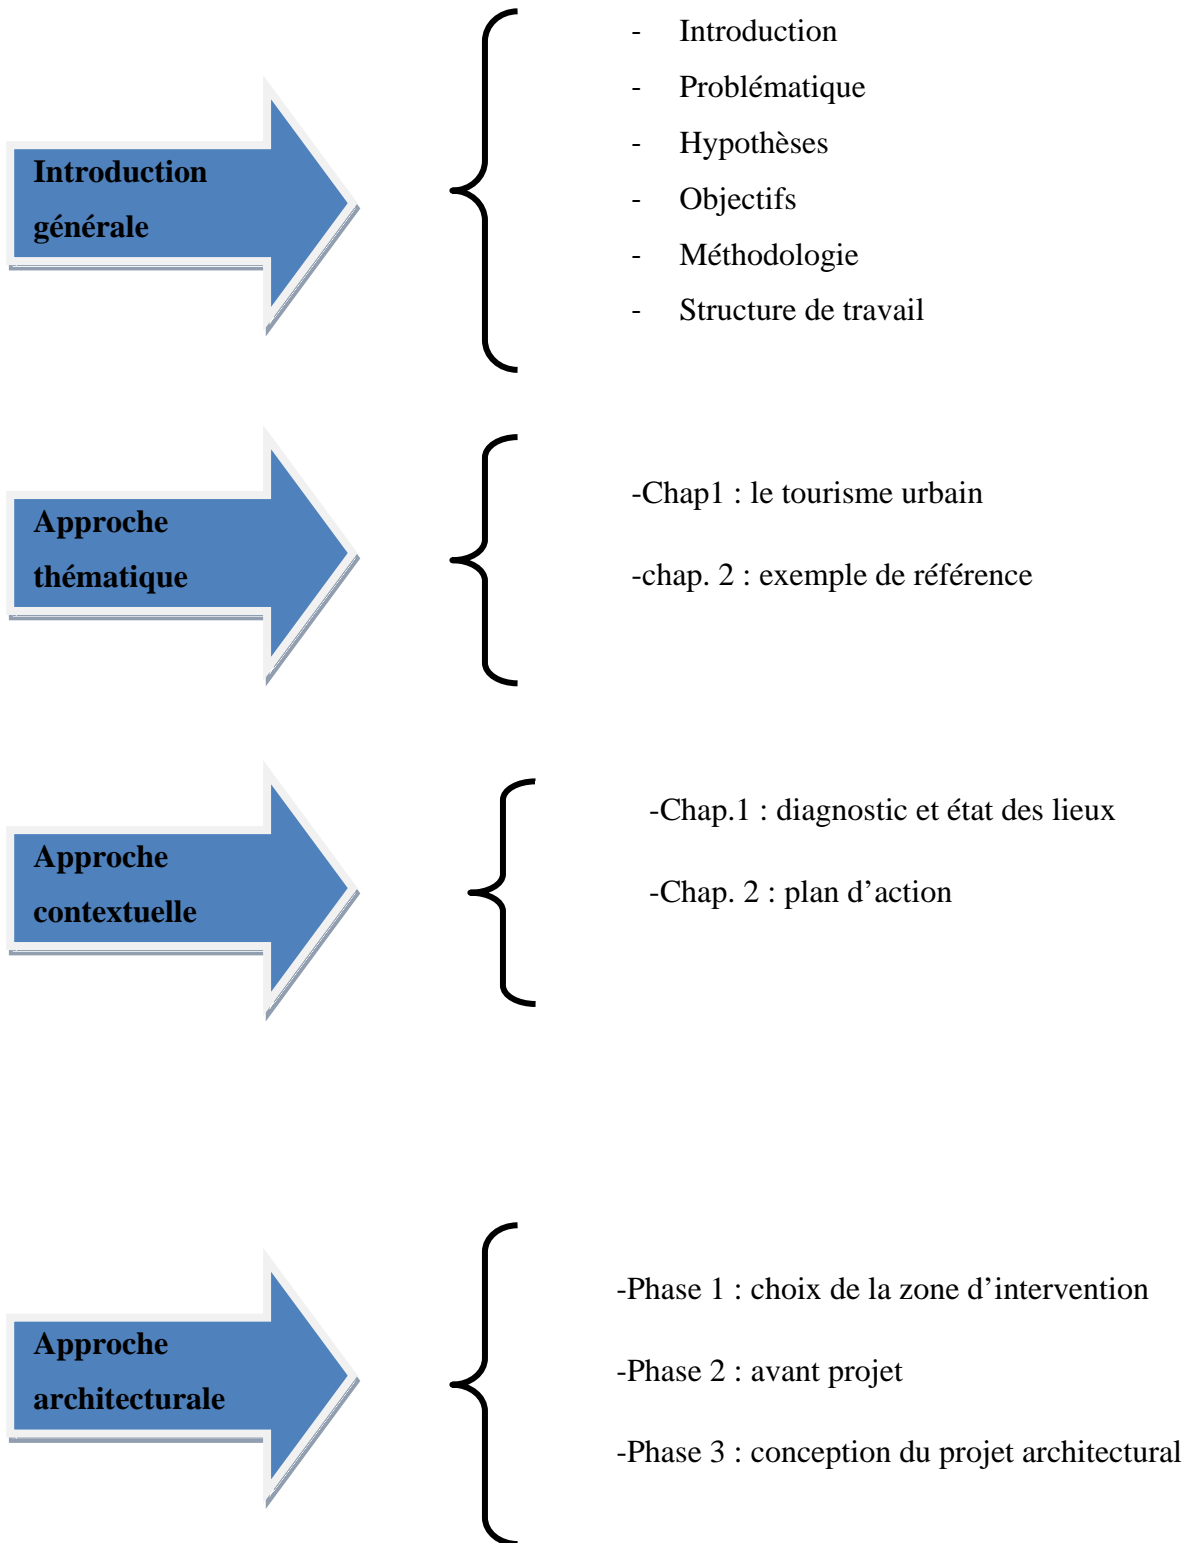 Introduction
générale
- Introduction
- Problématique
- Hypothèses
- Objectifs
- Méthodologie
- Structure de travail
Approche
thématique
-Chap1 : le tourisme urbain
-chap. 2 : exemple de référence
Approche
contextuelle
-Chap.1 : diagnostic et état des lieux
-Chap. 2 : plan d’action
Approche
architecturale
-Phase 1 : choix de la zone d’intervention
-Phase 2 : avant projet
-Phase 3 : conception du projet architectural